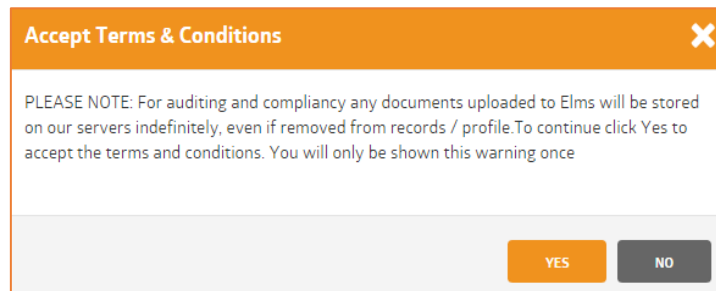 Accept Terms & Conditions
PLEASE NOTE: For auditing and compliancy any documents uploaded to Elms will be stored
on our servers indefinitely, even if removed from records / profile.To continue click Yes to
accept the terms and conditions. You will only be shown this warning once
YES NO